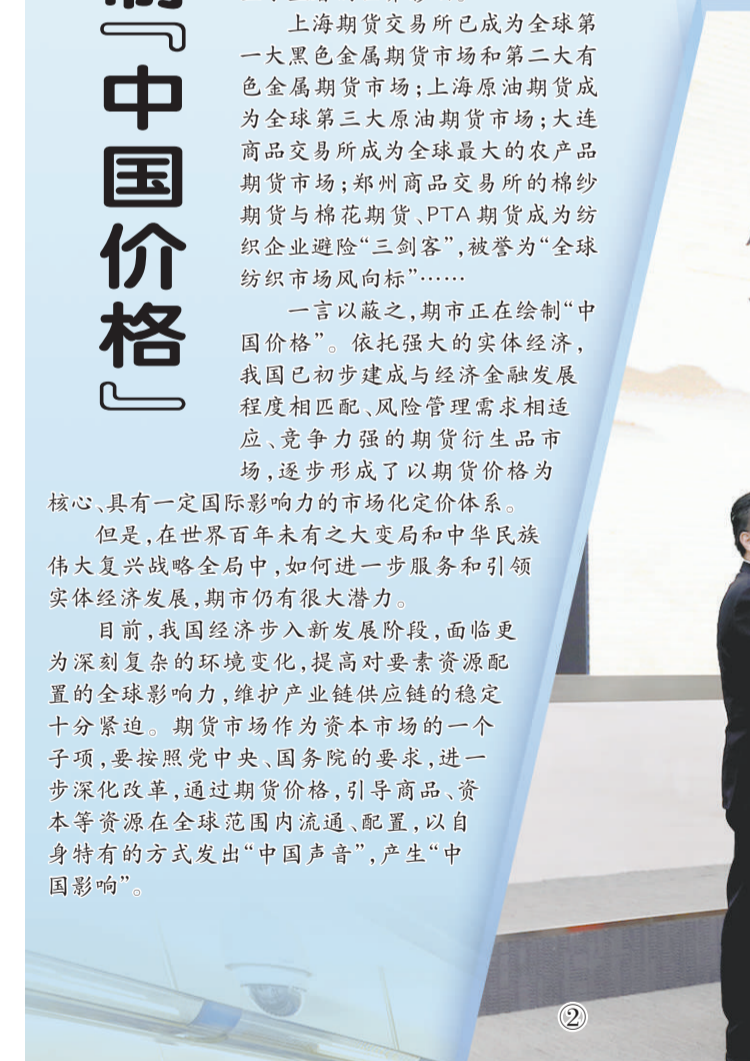 『中国价格』
上海期货交易所已成为全球第
一大黑色金属期货市场和第二大有
色金属期货市场;上海原油期货成
为全球第三大原油期货市场;大连
商品交易所成为全球最大的农产品
期货市场;郑州商品交易所的棉纱
期货与棉花期货、PTA期货成为纺
织企业避险“三剑客”,被誉为“全球
纺织市场风向标”……
一言以蔽之,期市正在绘制“中
国价格”。依托强大的实体经济,
我国已初步建成与经济金融发展
程度相匹配、风险管理需求相适
应、竞争力强的期货衍生品市
场,逐步形成了以期货价格为
核心、具有一定国际影响力的市场化定价体系。
但是,在世界百年未有之大变局和中华民族
伟大复兴战略全局中,如何进一步服务和引领
实体经济发展,期市仍有很大潜力。
目前,我国经济步入新发展阶段,面临更
为深刻复杂的环境变化,提高对要素资源配
置的全球影响力,维护产业链供应链的稳定
十分紧迫。期货市场作为资本市场的一个
子项,要按照党中央、国务院的要求,进一
步深化改革,通过期货价格,引导商品、资
本等资源在全球范围内流通、配置,以自
身特有的方式发出“中国声音”,产生“中
国影响”。
②